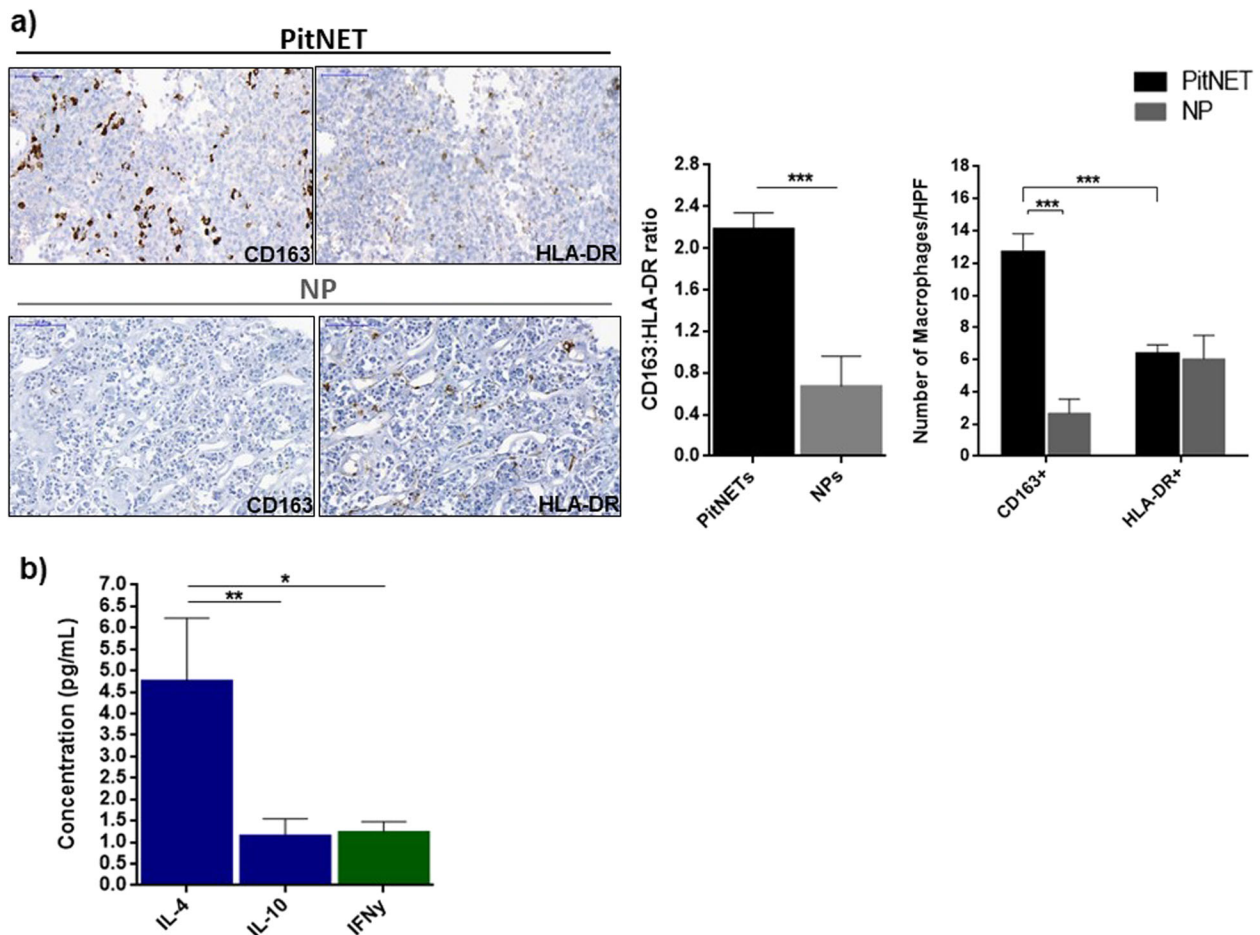 a)
PitNET
CD163
HLA-DR
NP
CD163
HLA-DR
CD163:HLA-DR ratio
2.8
2.4
2.0
1.6
1.2
0.8
0.4
0.0
***
PitNETs
NPs
PitNET
NP
Number of Macrophages/HPF
18
16
14
12
10
8
6
4
2
0
***
***
CD163+
HLA-DR+
b)
Concentration (pg/mL)
7.0
6.5
6.0
5.5
5.0
4.5
4.0
3.5
3.0
2.5
2.0
1.5
1.0
0.5
0.0
*
**
IL-4
IL-10
IFNy